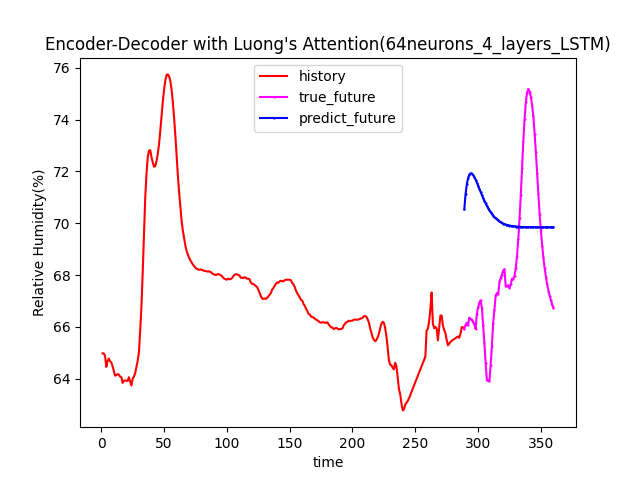 Encoder-Decoder with Luong's Attention(64neurons_4_layers_LSTM)
history
true_future
predict_future
Relative Humidity(%)
76
74
72
70
68
66
64
0 50 100 150 200 250 300 350
time